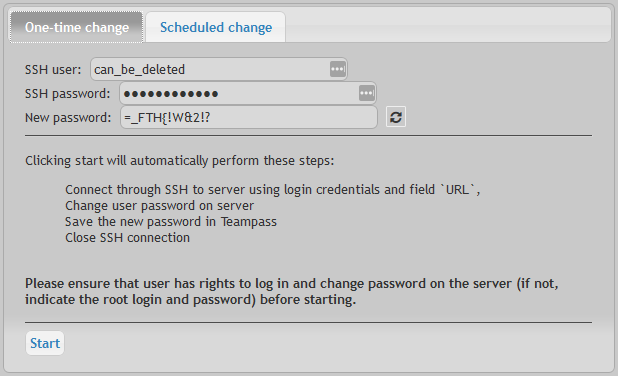 One-time change Scheduled change
SSH user: can_be_deleted
SSH password: ●●●●●●●●●●●●
New password: =_FTH{!W&2!?
Clicking start will automatically perform these steps:
Connect through SSH to server using login credentials and field `URL`,
Change user password on server
Save the new password in Teampass
Close SSH connection
Please ensure that user has rights to log in and change password on the server (if not,
indicate the root login and password) before starting.
Start